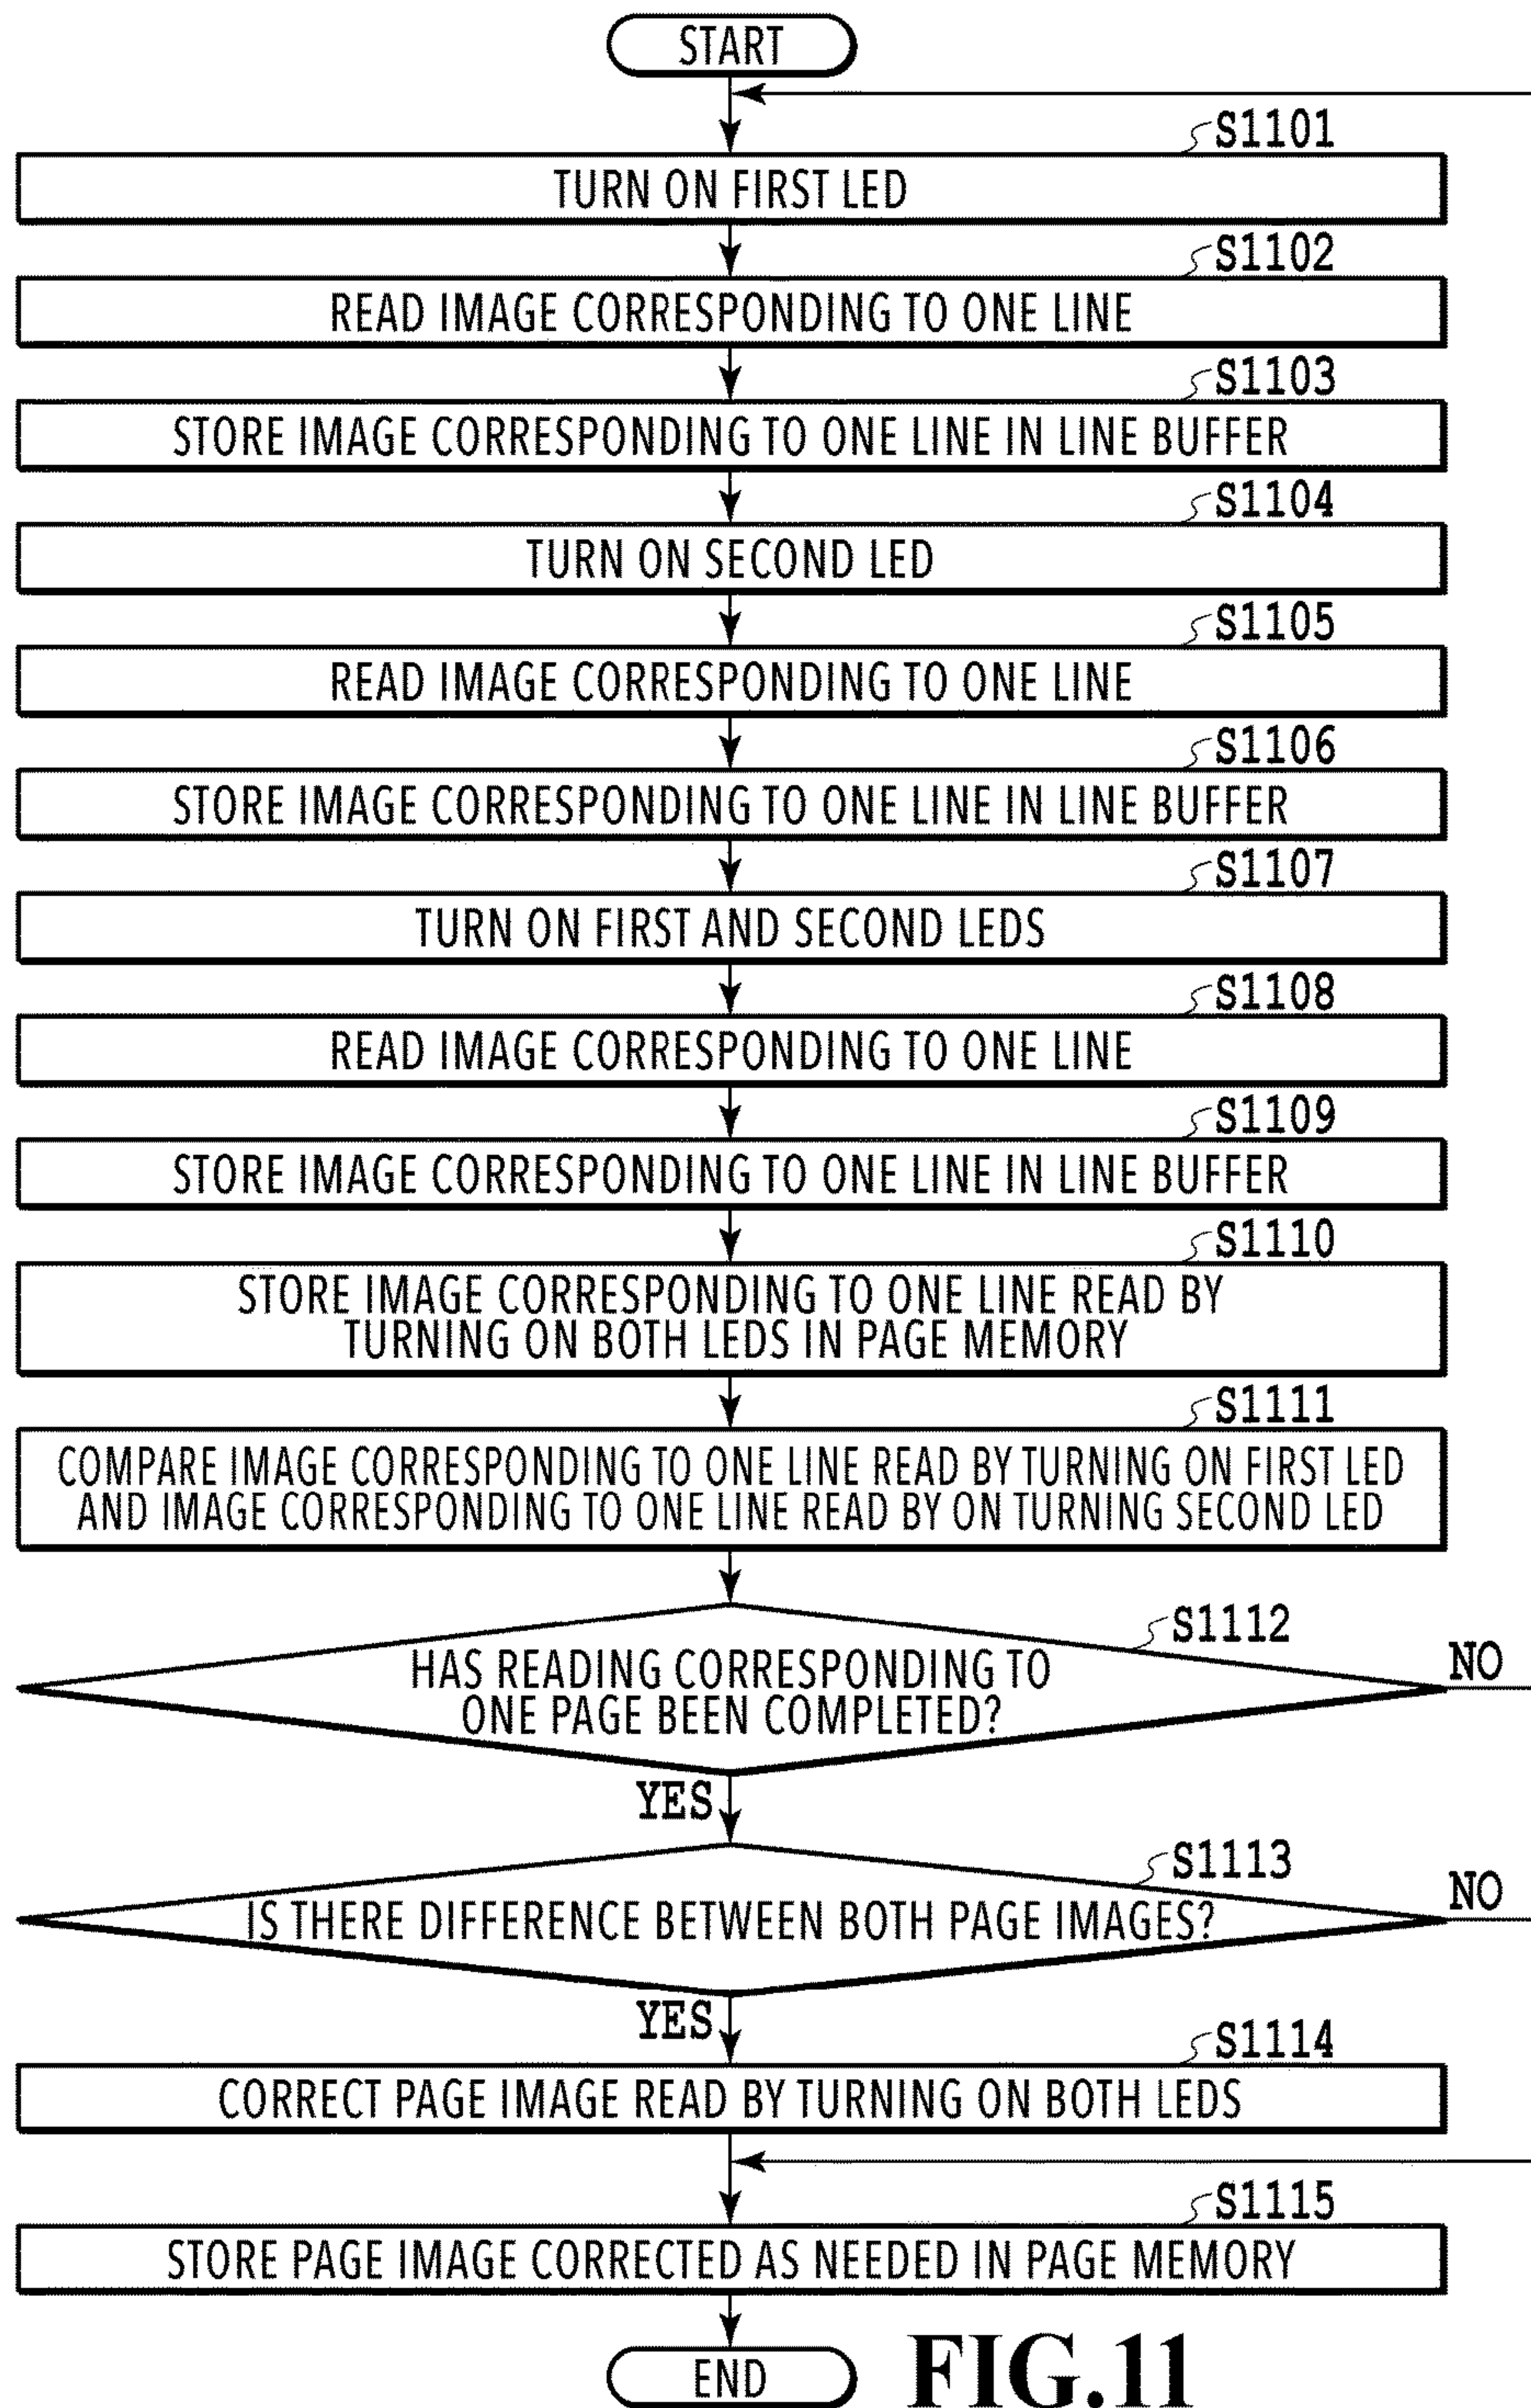 START
S1101
TURN ON FIRST LED
S1102
READ IMAGE CORRESPONDING TO ONE LINE
S1103
STORE IMAGE CORRESPONDING TO ONE LINE IN LINE BUFFER
S1104
TURN ON SECOND LED
S1105
READ IMAGE CORRESPONDING TO ONE LINE
S1106
STORE IMAGE CORRESPONDING TO ONE LINE IN LINE BUFFER
S1107
TURN ON FIRST AND SECOND LEDS
S1108
READ IMAGE CORRESPONDING TO ONE LINE
S1109
STORE IMAGE CORRESPONDING TO ONE LINE IN LINE BUFFER
S1110
STORE IMAGE CORRESPONDING TO ONE LINE READ BY
TURNING ON BOTH LEDS IN PAGE MEMORY
S1111
COMPARE IMAGE CORRESPONDING TO ONE LINE READ BY TURNING ON FIRST LED
AND IMAGE CORRESPONDING TO ONE LINE READ BY ON TURNING SECOND LED
S1112
HAS READING CORRESPONDING TO
ONE PAGE BEEN COMPLETED?
NO
YES
S1113
IS THERE DIFFERENCE BETWEEN BOTH PAGE IMAGES?
NO
YES
S1114
CORRECT PAGE IMAGE READ BY TURNING ON BOTH LEDS
S1115
STORE PAGE IMAGE CORRECTED AS NEEDED IN PAGE MEMORY
END
FIG.11